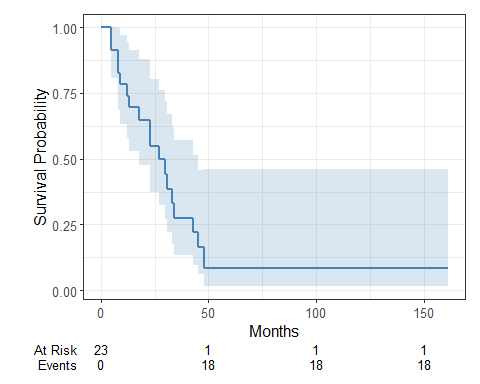 1.00
0.75
0.50
0.25
0.00
Survival Probability
0 50 100 150
Months
At Risk 23 1 1 1
Events 0 18 18 18